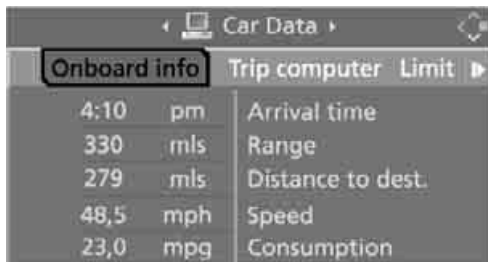 Car Data
Onboard info Trip computer Limit
4:10 pm Arrival time
330 mls Range
279 mls Distance to dest.
48,5 mph Speed
23,0 mpg Consumption